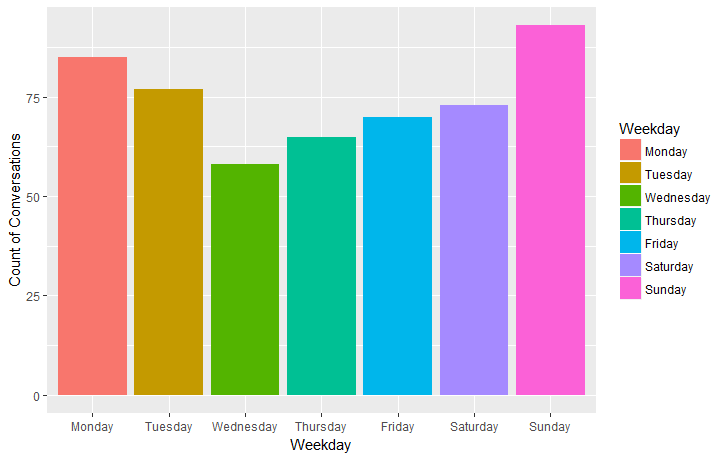 Count of Conversations
75
50
25
0
Monday Tuesday Wednesday Thursday Friday Saturday Sunday
Weekday
Weekday
Monday
Tuesday
Wednesday
Thursday
Friday
Saturday
Sunday